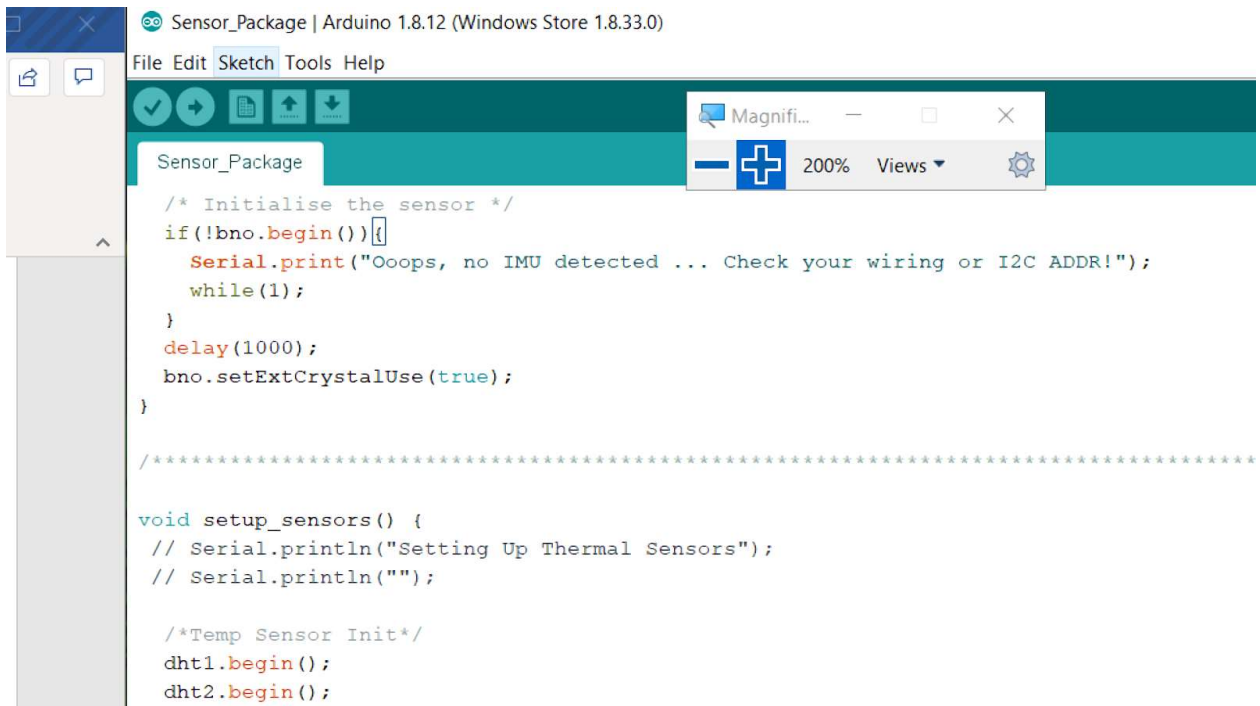 Sensor_Package | Arduino 1.8.12 (Windows Store 1.8.33.0)
File Edit Sketch Tools Help
Magnifi...
200% Views
Sensor_Package
/* Initialise the sensor */
if(!bno.begin()){
Serial.print("Ooops, no IMU detected ... Check your wiring or I2C ADDR!");
while(1);
}
delay(1000);
bno.setExtCrystalUse(true);
}
/*************************************************************************************
void setup_sensors() {
// Serial.println("Setting Up Thermal Sensors");
// Serial.println("");
/*Temp Sensor Init*/
dht1.begin();
dht2.begin();